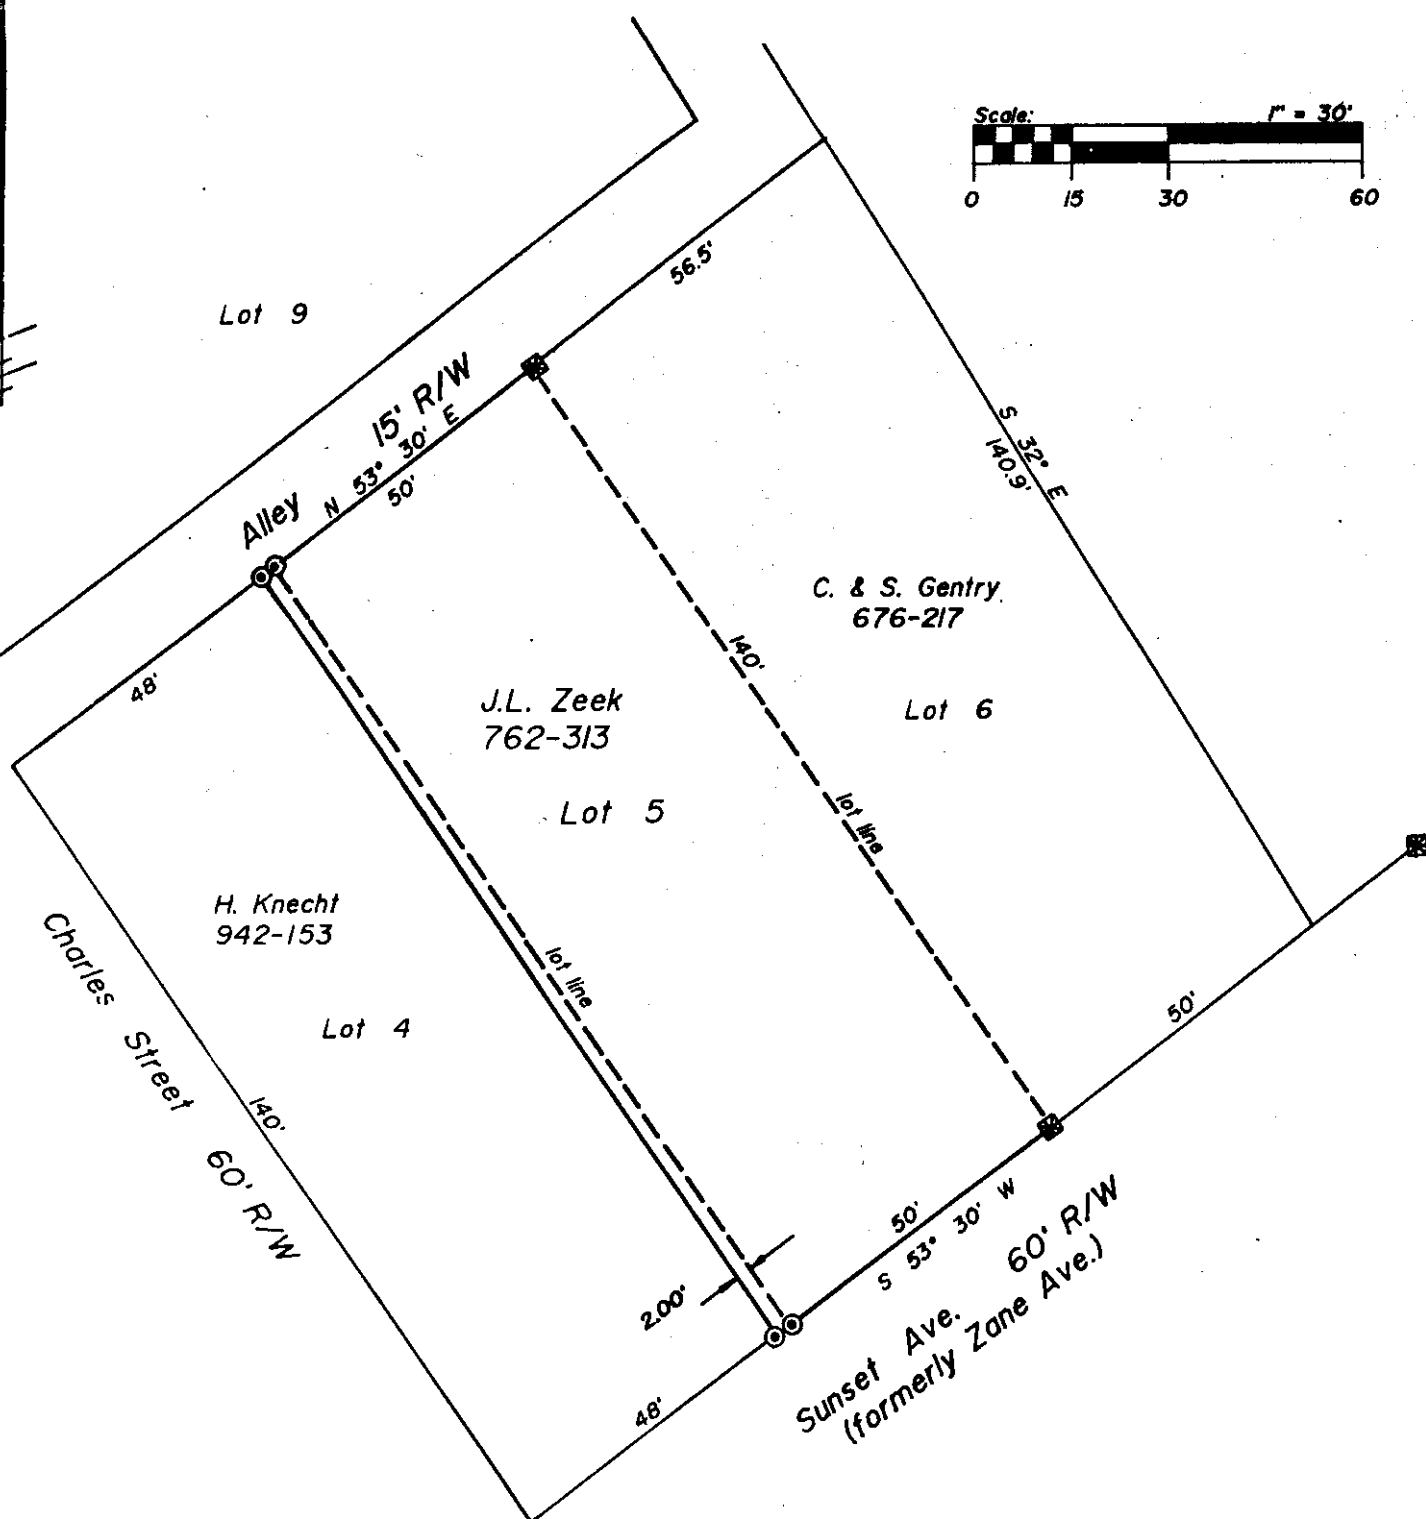 Scale: 1" = 30'
0 15 30 60
56.5'
Lot 9
15' R/W
Alley
N 53° 30' E
50'
S 32° E
140.9'
C. & S. Gentry
676-217
140'
48'
J.L. Zeek
762-313
Lot 6
Lot 5
lot line
H. Knecht
942-153
lot line
Lot 4
Charles Street 60' R/W
140'
50'
50'
S 53° 30' W
2.00'
60' R/W
Sunset Ave.
(formerly Zane Ave.)
48'